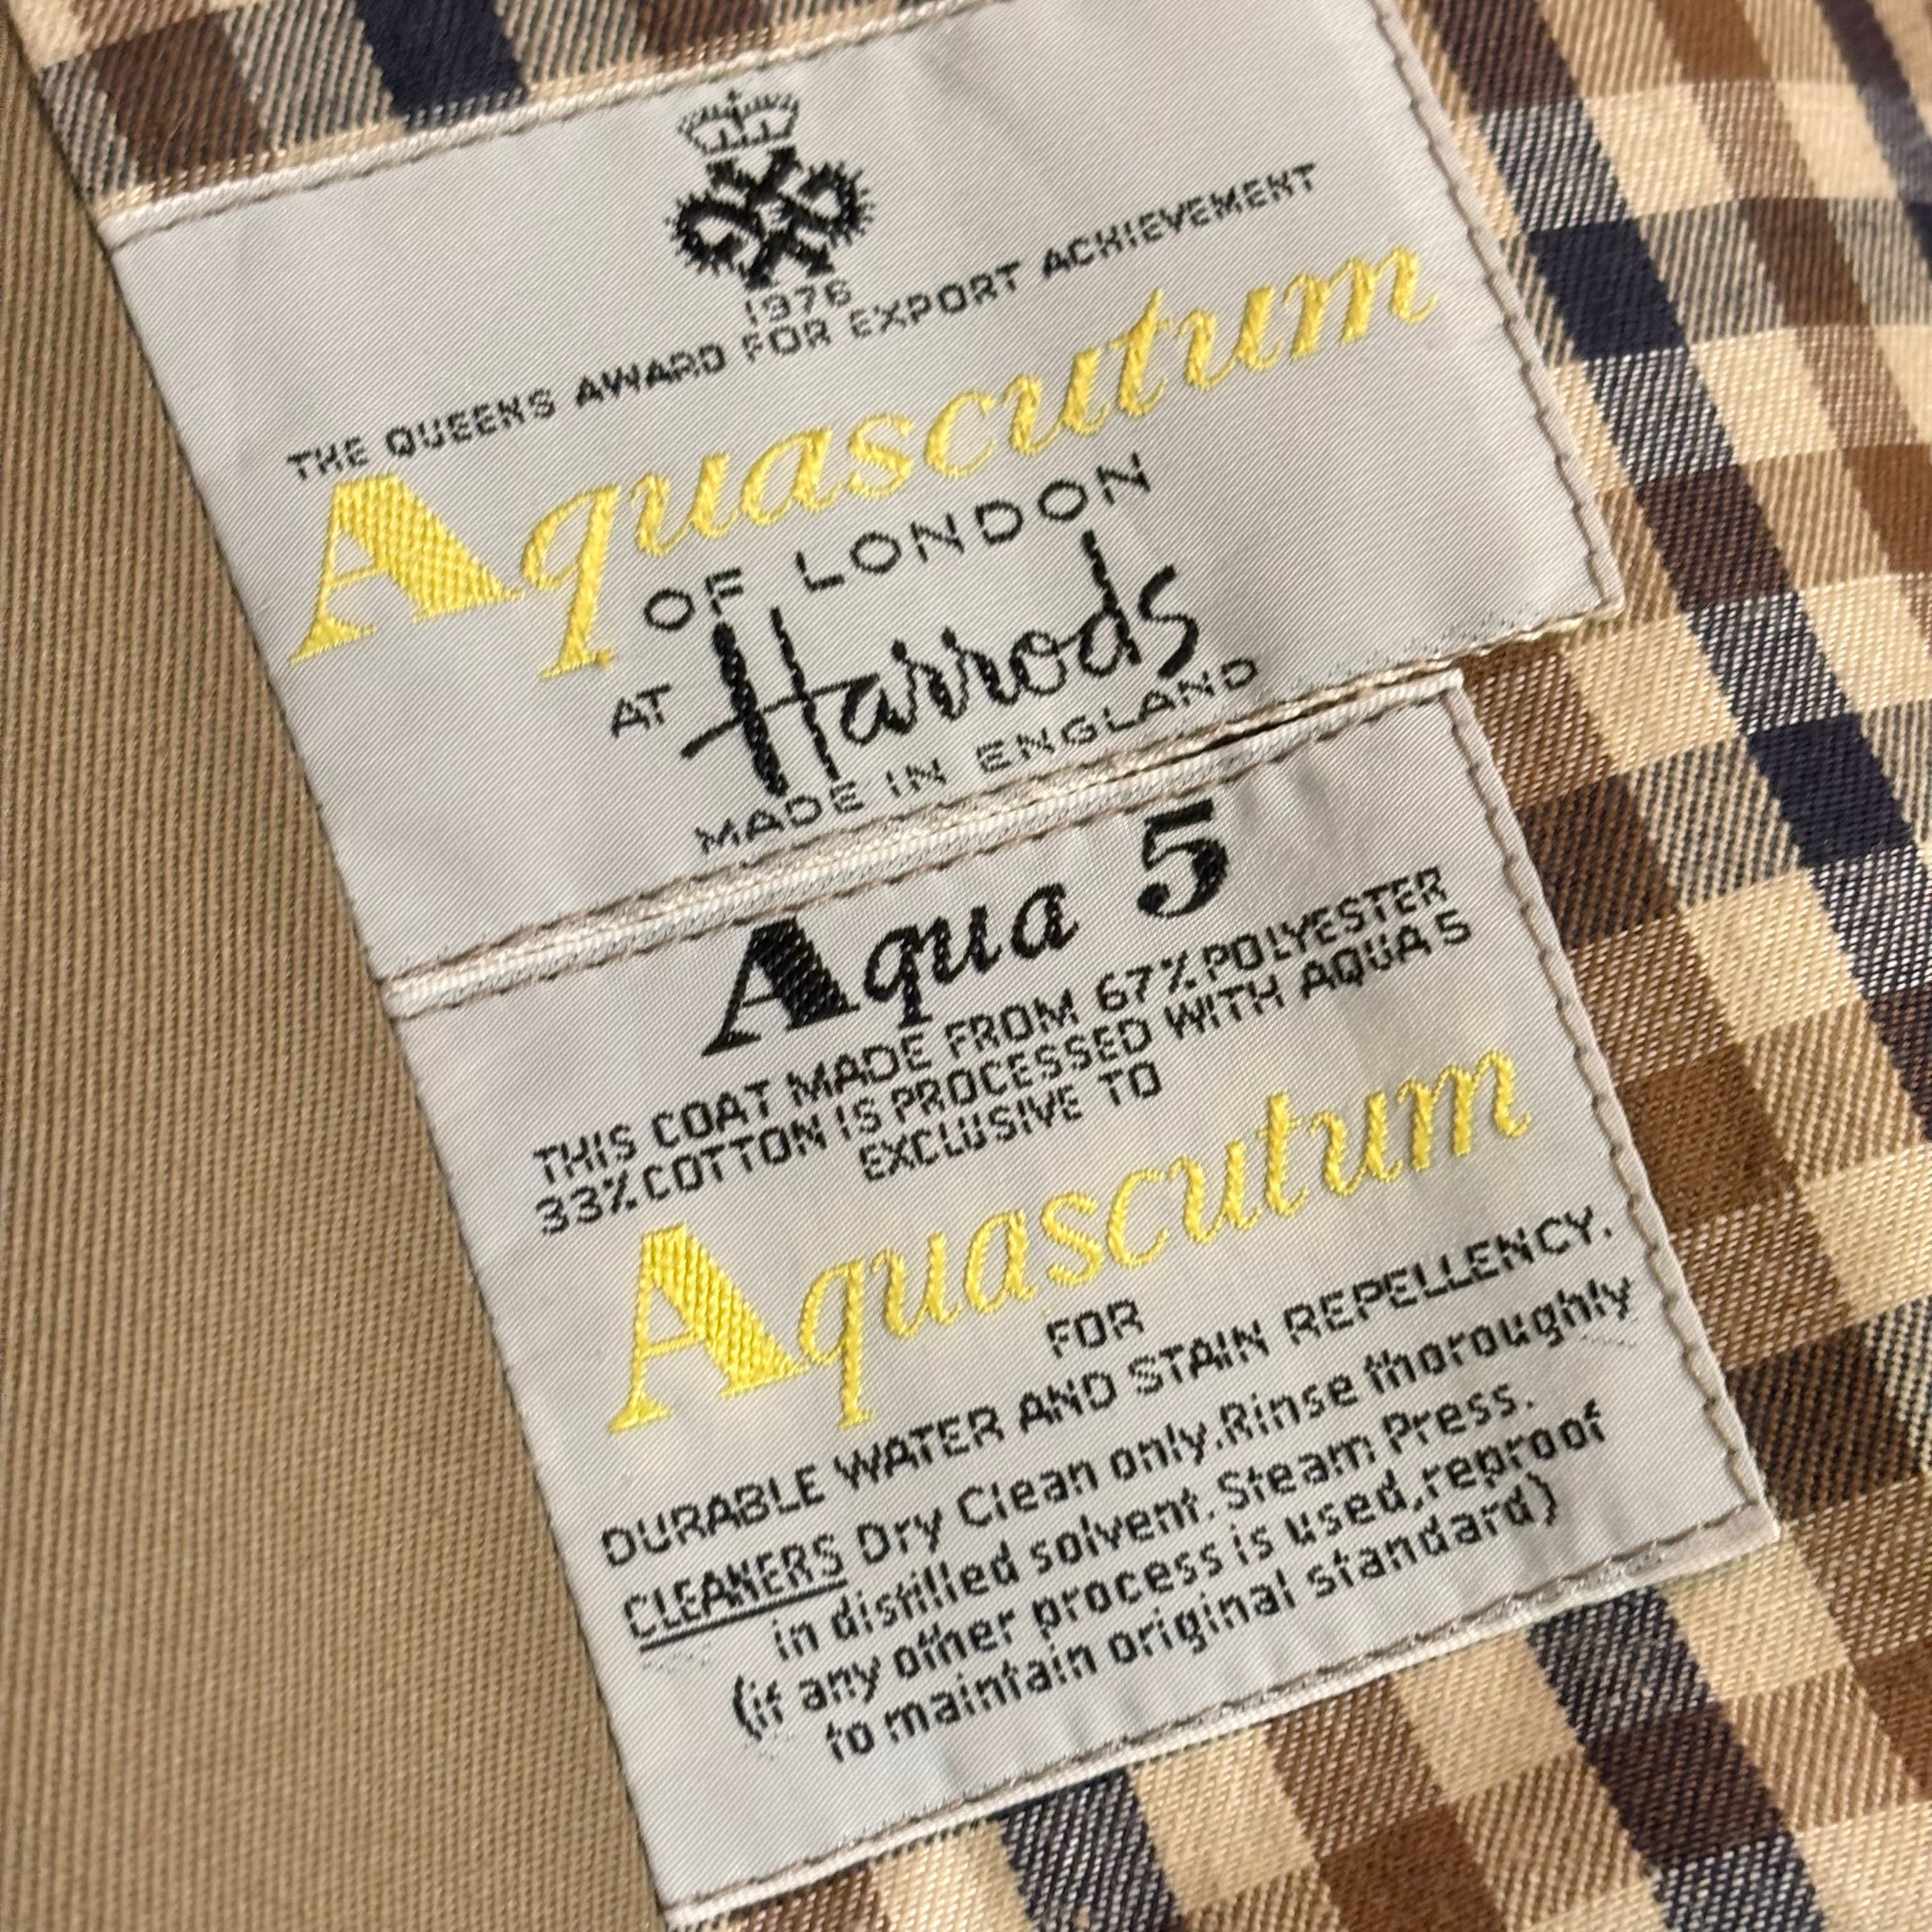 1976
THE QUEENS AWARD FOR EXPORT ACHIEVEMENT
Aquascutum
OF LONDON
AT Harrods
MADE IN ENGLAND
Aqua 5
THIS COAT MADE FROM 67% POLYESTER
33% COTTON IS PROCESSED WITH AQUA 5
EXCLUSIVE TO
Aquascutum
FOR
DURABLE WATER AND STAIN REPELLENCY.
CLEANERS Dry Clean only. Rinse thoroughly
in distilled solvent. Steam Press.
(if any other process is used, reproof
to maintain original standard)